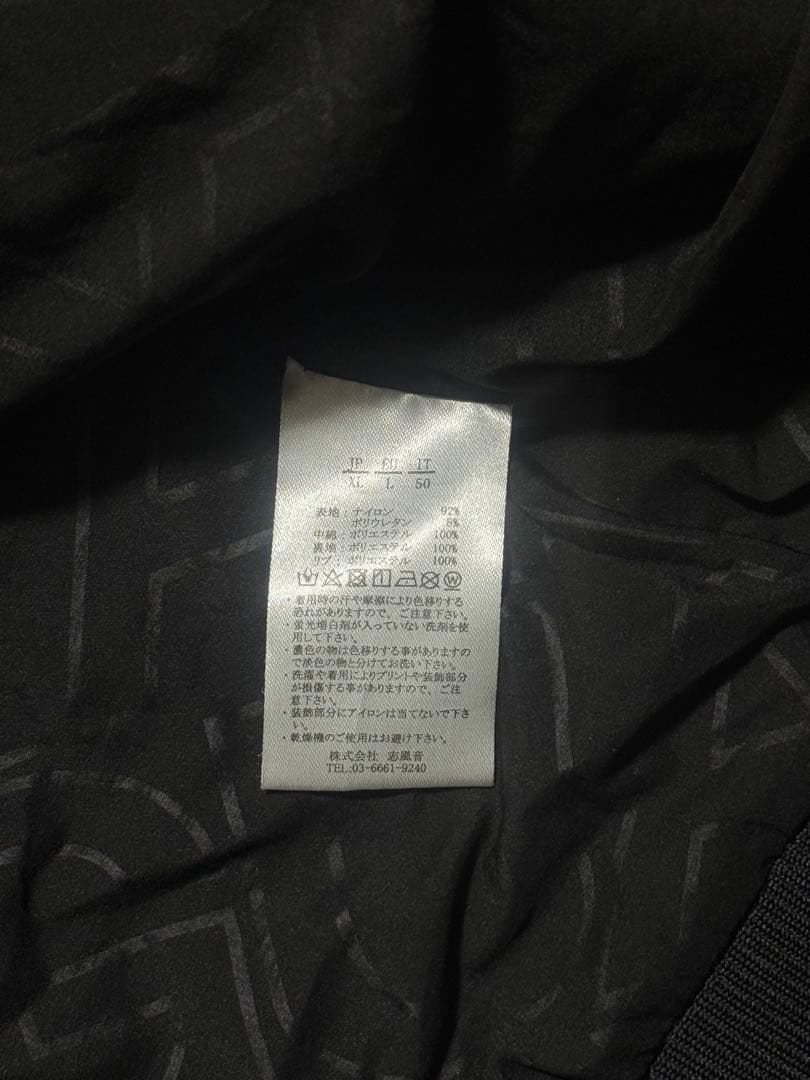 JP EU IT
XL L 50
表地：ナイロン 92%
ポリウレタン 8%
中綿：ポリエステル 100%
裏地：ポリエステル 100%
リブ：ポリエステル 100%
・着用時の汗や摩擦により色移りする
恐れがありますので、ご注意下さい。
・蛍光増白剤が入っていない洗剤を使
用して下さい。
・濃色の物は色移りする事があります
ので淡色の物と分けてお洗い下さい。
・洗濯や着用によりプリントや装飾部分
が損傷する事がありますので、ご注
意下さい。
・装飾部分にアイロンは当てないで下さ
い。
・乾燥機のご使用はお避け下さい。
株式会社 志風音
TEL:03-6661-9240